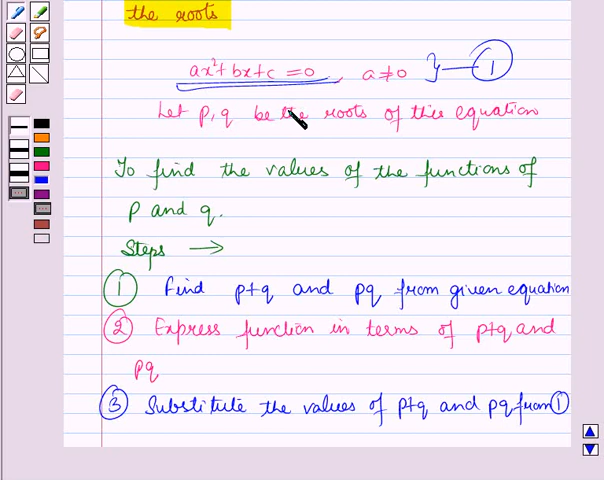 the roots
ax²+bx+c =0, a≠0 } — 1
Let p, q be the roots of this equation
To find the values of the functions of
p and q.
Steps →
1 Find p+q and pq from given equation
2 Express function in terms of p+q and
pq
3 Substitute the values of p+q and pq from 1